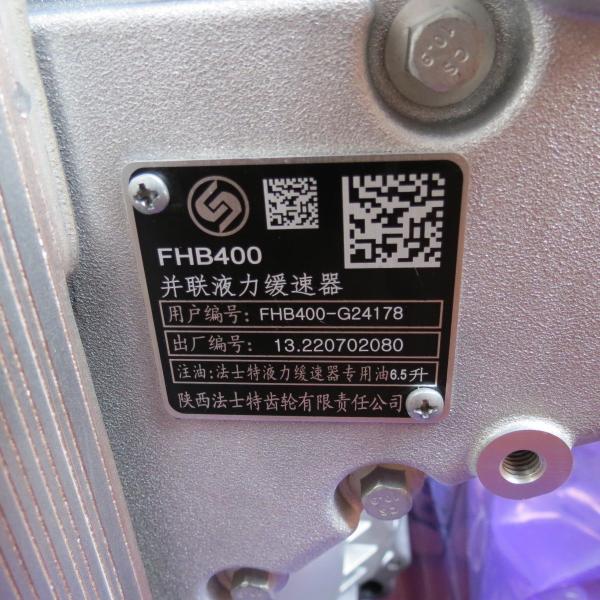 FHB400
并联液力缓速器
用户编号: FHB400-G24178
出厂编号: 13.220702080
注油:法士特液力缓速器专用油6.5升
陕西法士特齿轮有限责任公司